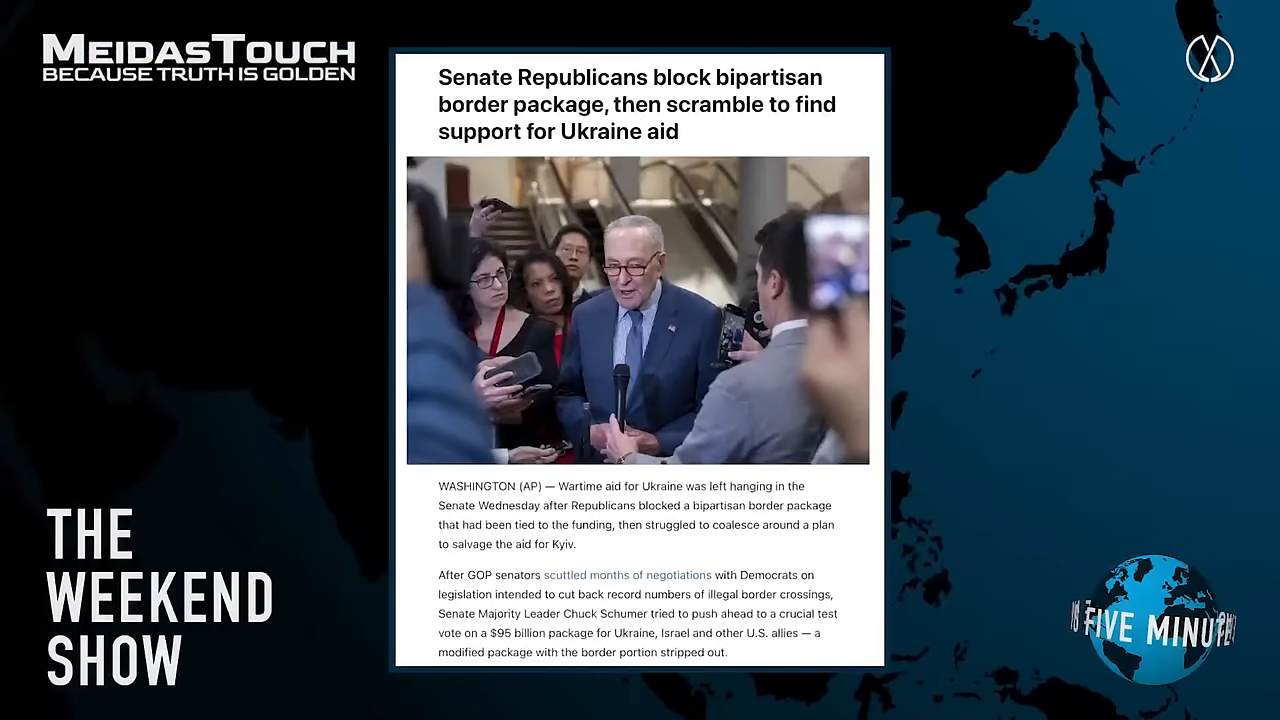 MEIDASTOUCH
BECAUSE TRUTH IS GOLDEN
Senate Republicans block bipartisan
border package, then scramble to find
support for Ukraine aid
WASHINGTON (AP) — Wartime aid for Ukraine was left hanging in the
Senate Wednesday after Republicans blocked a bipartisan border package
that had been tied to the funding, then struggled to coalesce around a plan
to salvage the aid for Kyiv.
After GOP senators scuttled months of negotiations with Democrats on
legislation intended to cut back record numbers of illegal border crossings,
Senate Majority Leader Chuck Schumer tried to push ahead to a crucial test
vote on a $95 billion package for Ukraine, Israel and other U.S. allies — a
modified package with the border portion stripped out.
THE
WEEKEND
SHOW
FIVE MINUTE